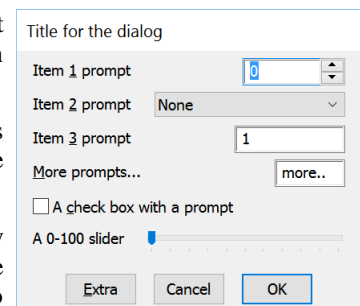 Title for the dialog
Item 1 prompt 0
Item 2 prompt None
Item 3 prompt 1
More prompts... more..
A check box with a prompt
A 0-100 slider
Extra Cancel OK